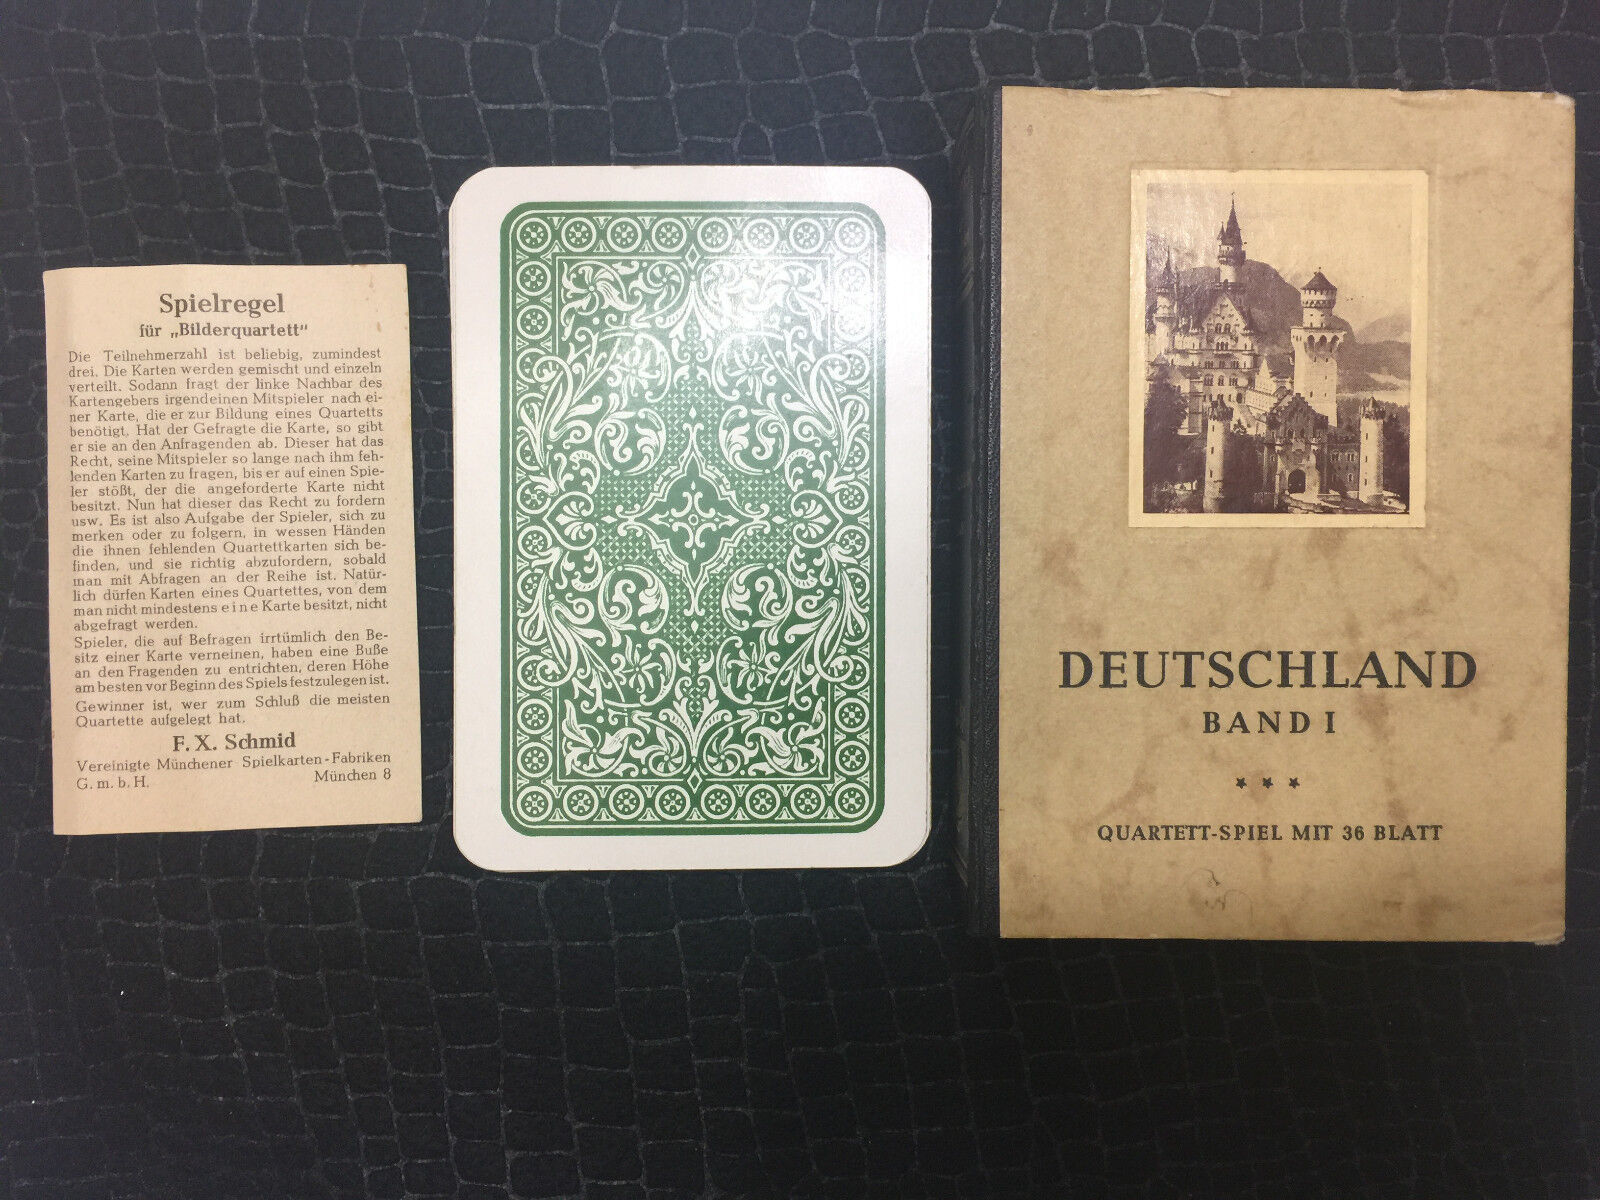 Spielregel
für „Bilderquartett"
Die Teilnehmerzahl ist beliebig, zumindest
drei. Die Karten werden gemischt und einzeln
verteilt. Sodann fragt der linke Nachbar des
Kartengebers irgendeinen Mitspieler nach ei-
ner Karte, die er zur Bildung eines Quartetts
benötigt. Hat der Gefragte die Karte, so gibt
er sie an den Anfragenden ab. Dieser hat das
Recht, seine Mitspieler so lange nach ihm feh-
lenden Karten zu fragen, bis er auf einen Spie-
ler stößt, der die angeforderte Karte nicht
besitzt. Nun hat dieser das Recht zu fordern
usw. Es ist also Aufgabe der Spieler, sich zu
merken oder zu folgern, in wessen Händen
die ihnen fehlenden Quartettkarten sich be-
finden, und sie richtig abzufordern, sobald
man mit Abfragen an der Reihe ist. Natür-
lich dürfen Karten eines Quartettes, von dem
man nicht mindestens e i n e Karte besitzt, nicht
abgefragt werden.
Spieler, die auf Befragen irrtümlich den Be-
sitz einer Karte verneinen, haben eine Buße
an den Fragenden zu entrichten, deren Höhe
am besten vor Beginn des Spiels festzulegen ist.
Gewinner ist, wer zum Schluß die meisten
Quartette aufgelegt hat.
F. X. Schmid
Vereinigte Münchener Spielkarten-Fabriken
G. m. b. H. München 8
DEUTSCHLAND
BAND I
QUARTETT-SPIEL MIT 36 BLATT